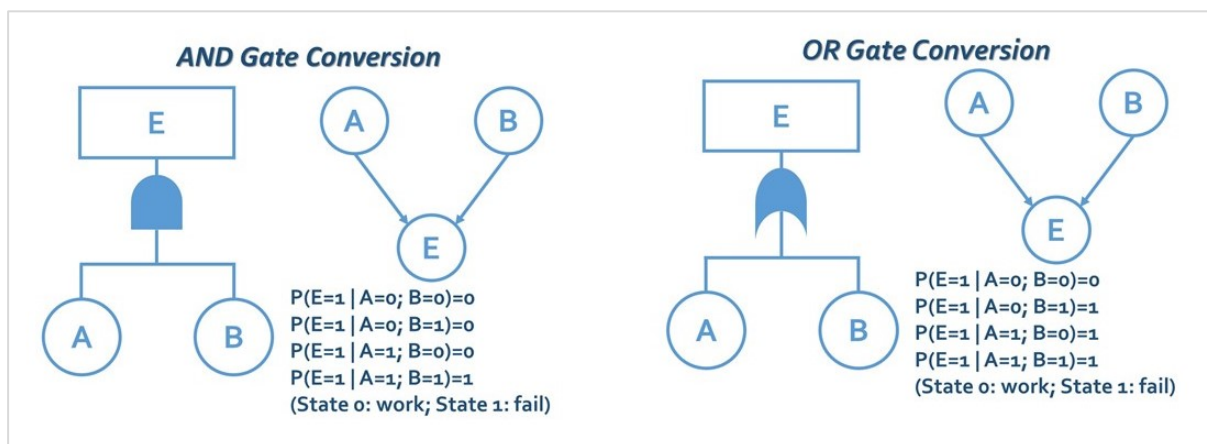 AND Gate Conversion
E
A
B
A
B
E
P(E=1 | A=0; B=0)=0
P(E=1 | A=0; B=1)=0
P(E=1 | A=1; B=0)=0
P(E=1 | A=1; B=1)=1
(State 0: work; State 1: fail)
OR Gate Conversion
E
A
B
A
B
E
P(E=1 | A=0; B=0)=0
P(E=1 | A=0; B=1)=1
P(E=1 | A=1; B=0)=1
P(E=1 | A=1; B=1)=1
(State 0: work; State 1: fail)